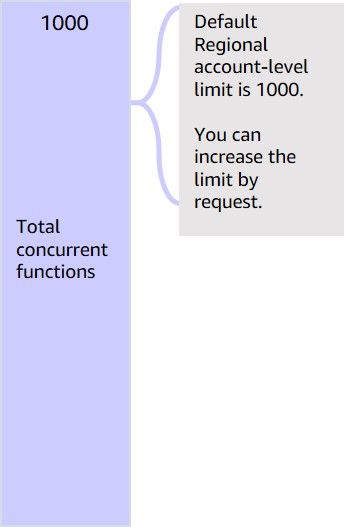 1000
Total
concurrent
functions
Default
Regional
account-level
limit is 1000.
You can
increase the
limit by
request.